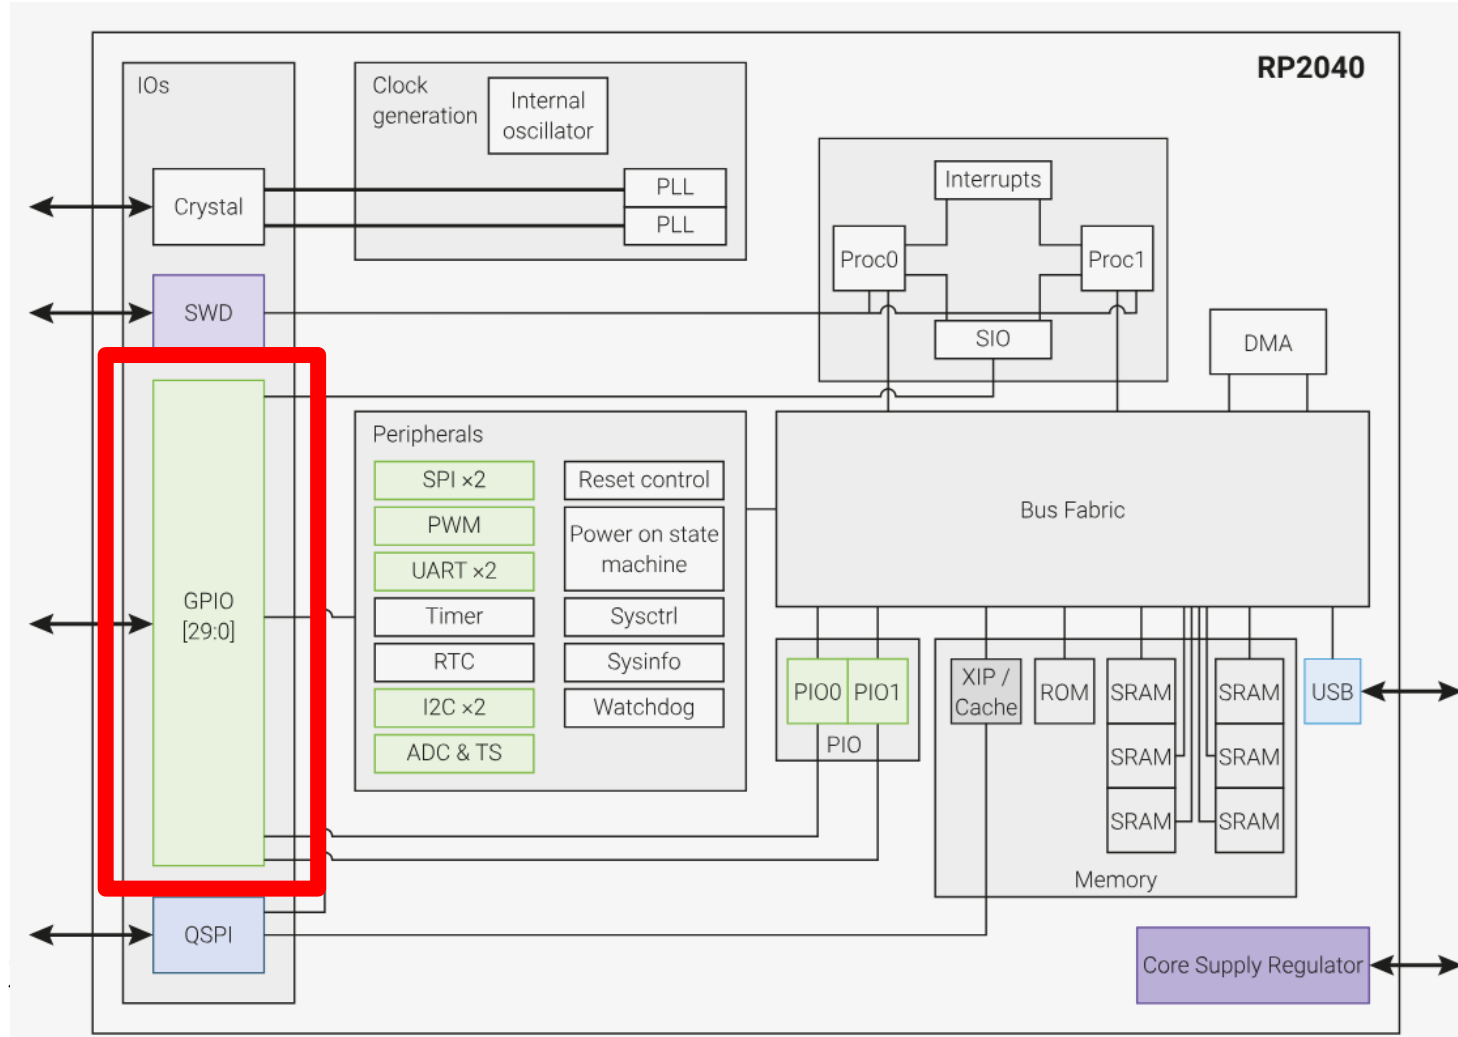 RP2040
IOs
Clock
generation
Internal
oscillator
Crystal
PLL
PLL
Interrupts
Proc0
Proc1
SWD
SIO
DMA
Peripherals
SPI ×2
PWM
UART ×2
Timer
RTC
I2C ×2
ADC & TS
Reset control
Power on state
machine
Sysctrl
Sysinfo
Watchdog
Bus Fabric
GPIO
[29:0]
PIO0
PIO1
PIO
XIP /
Cache
ROM
SRAM
SRAM
SRAM
SRAM
SRAM
SRAM
Memory
USB
QSPI
Core Supply Regulator